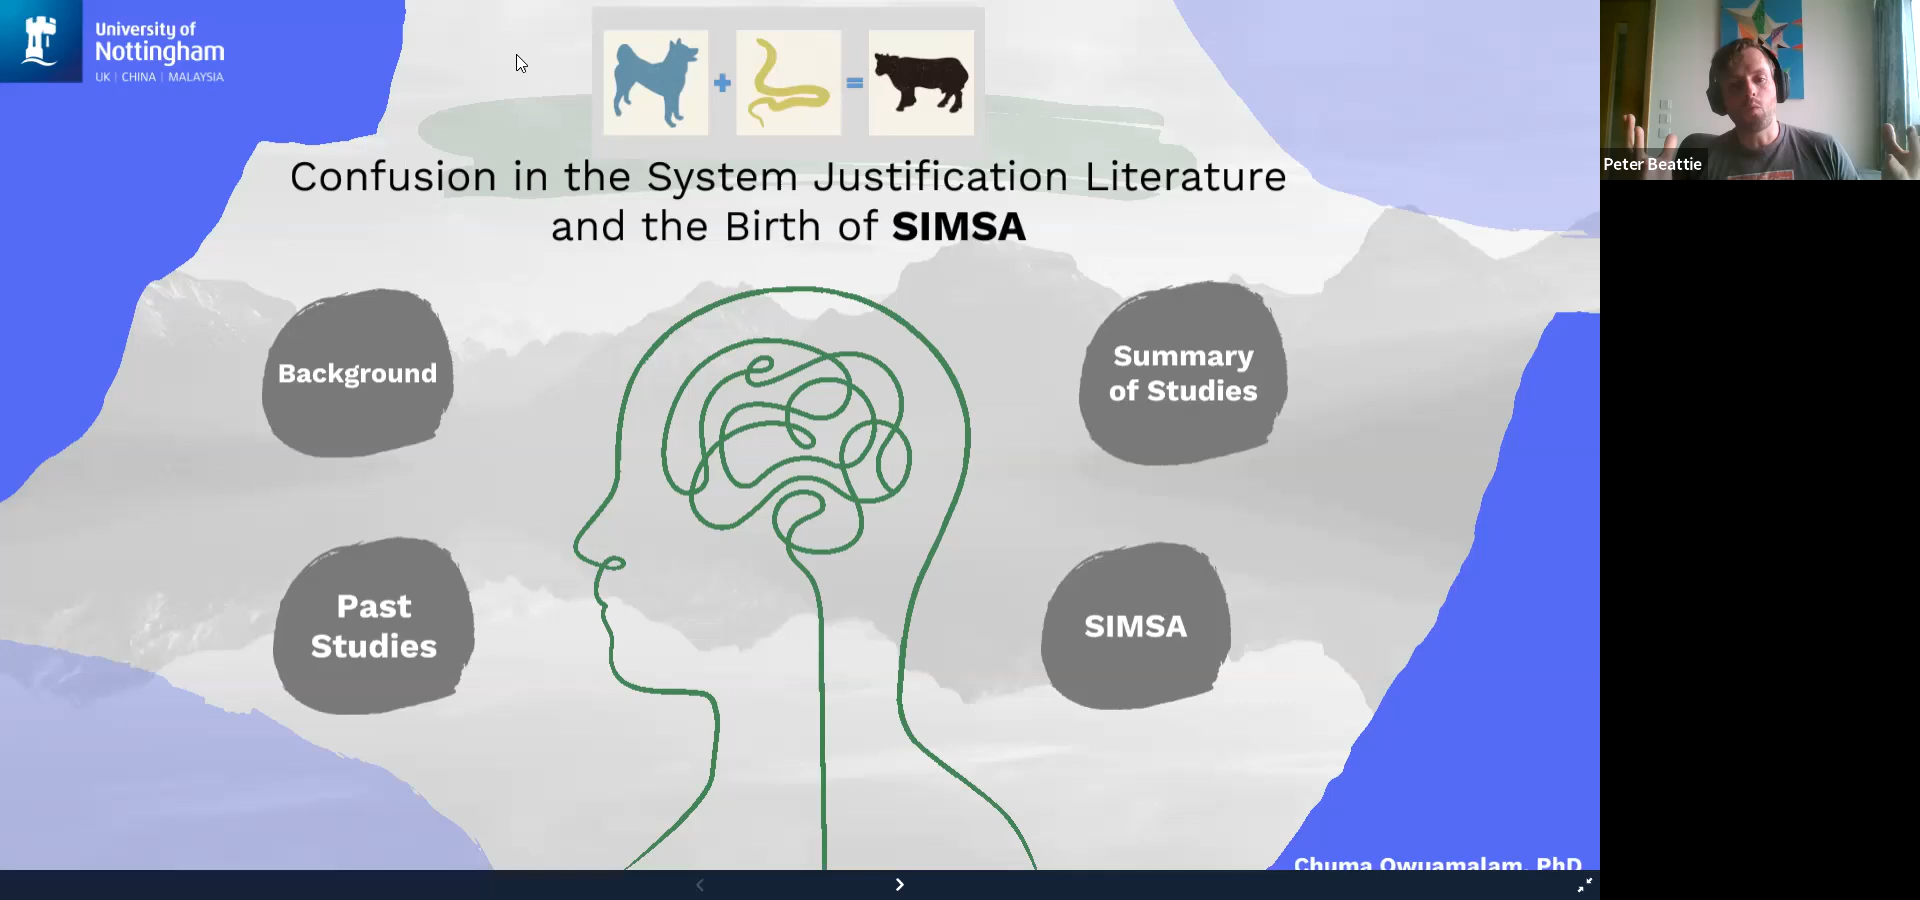 University of
Nottingham
UK | CHINA | MALAYSIA
Confusion in the System Justification Literature
and the Birth of SIMSA
Background
Summary
of Studies
Past
Studies
SIMSA
Chuma Owuamalam, PhD
Peter Beattie